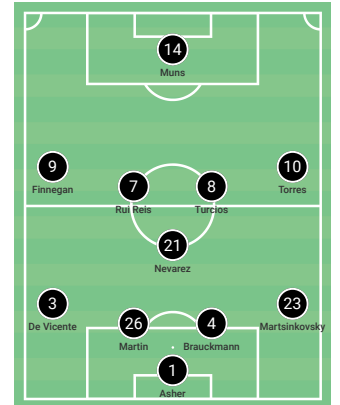 14
Muns
9
Finnegan
10
Torres
7
Rui Reis
8
Turcios
21
Nevarez
3
De Vicente
23
Martsinkovsky
26
Martin
4
Brauckmann
1
Asher